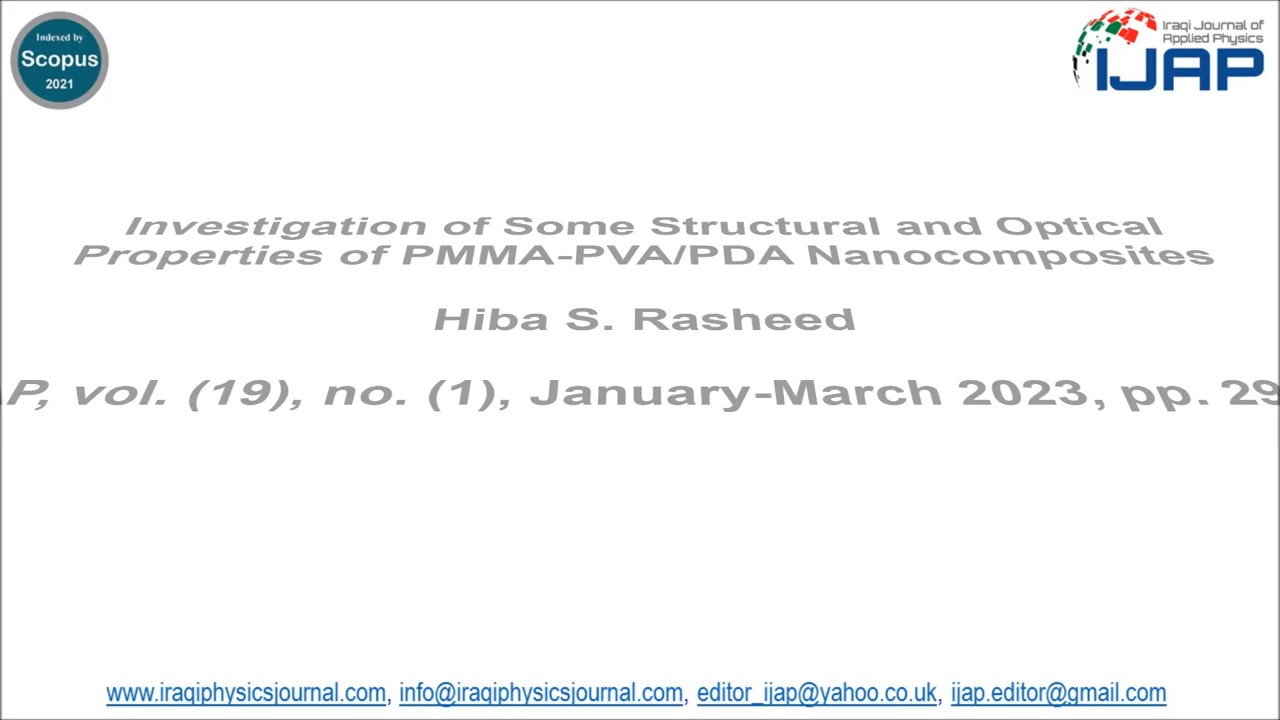 Indexed by
Scopus
2021
Iraqi Journal of
Applied Physics
IJAP
Investigation of Some Structural and Optical
Properties of PMMA-PVA/PDA Nanocomposites
Hiba S. Rasheed
P, vol. (19), no. (1), January-March 2023, pp. 29
www.iraqiphysicsjournal.com, info@iraqiphysicsjournal.com, editor_ijap@yahoo.co.uk, ijap.editor@gmail.com